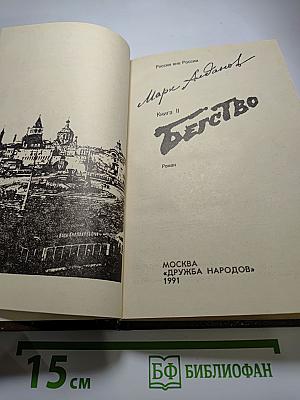 Россия вне России
Марк Алданов
Книга II
Бегство
Роман
МОСКВА
«ДРУЖБА НАРОДОВ»
1991
15 см
БФ БИБЛИОФАН